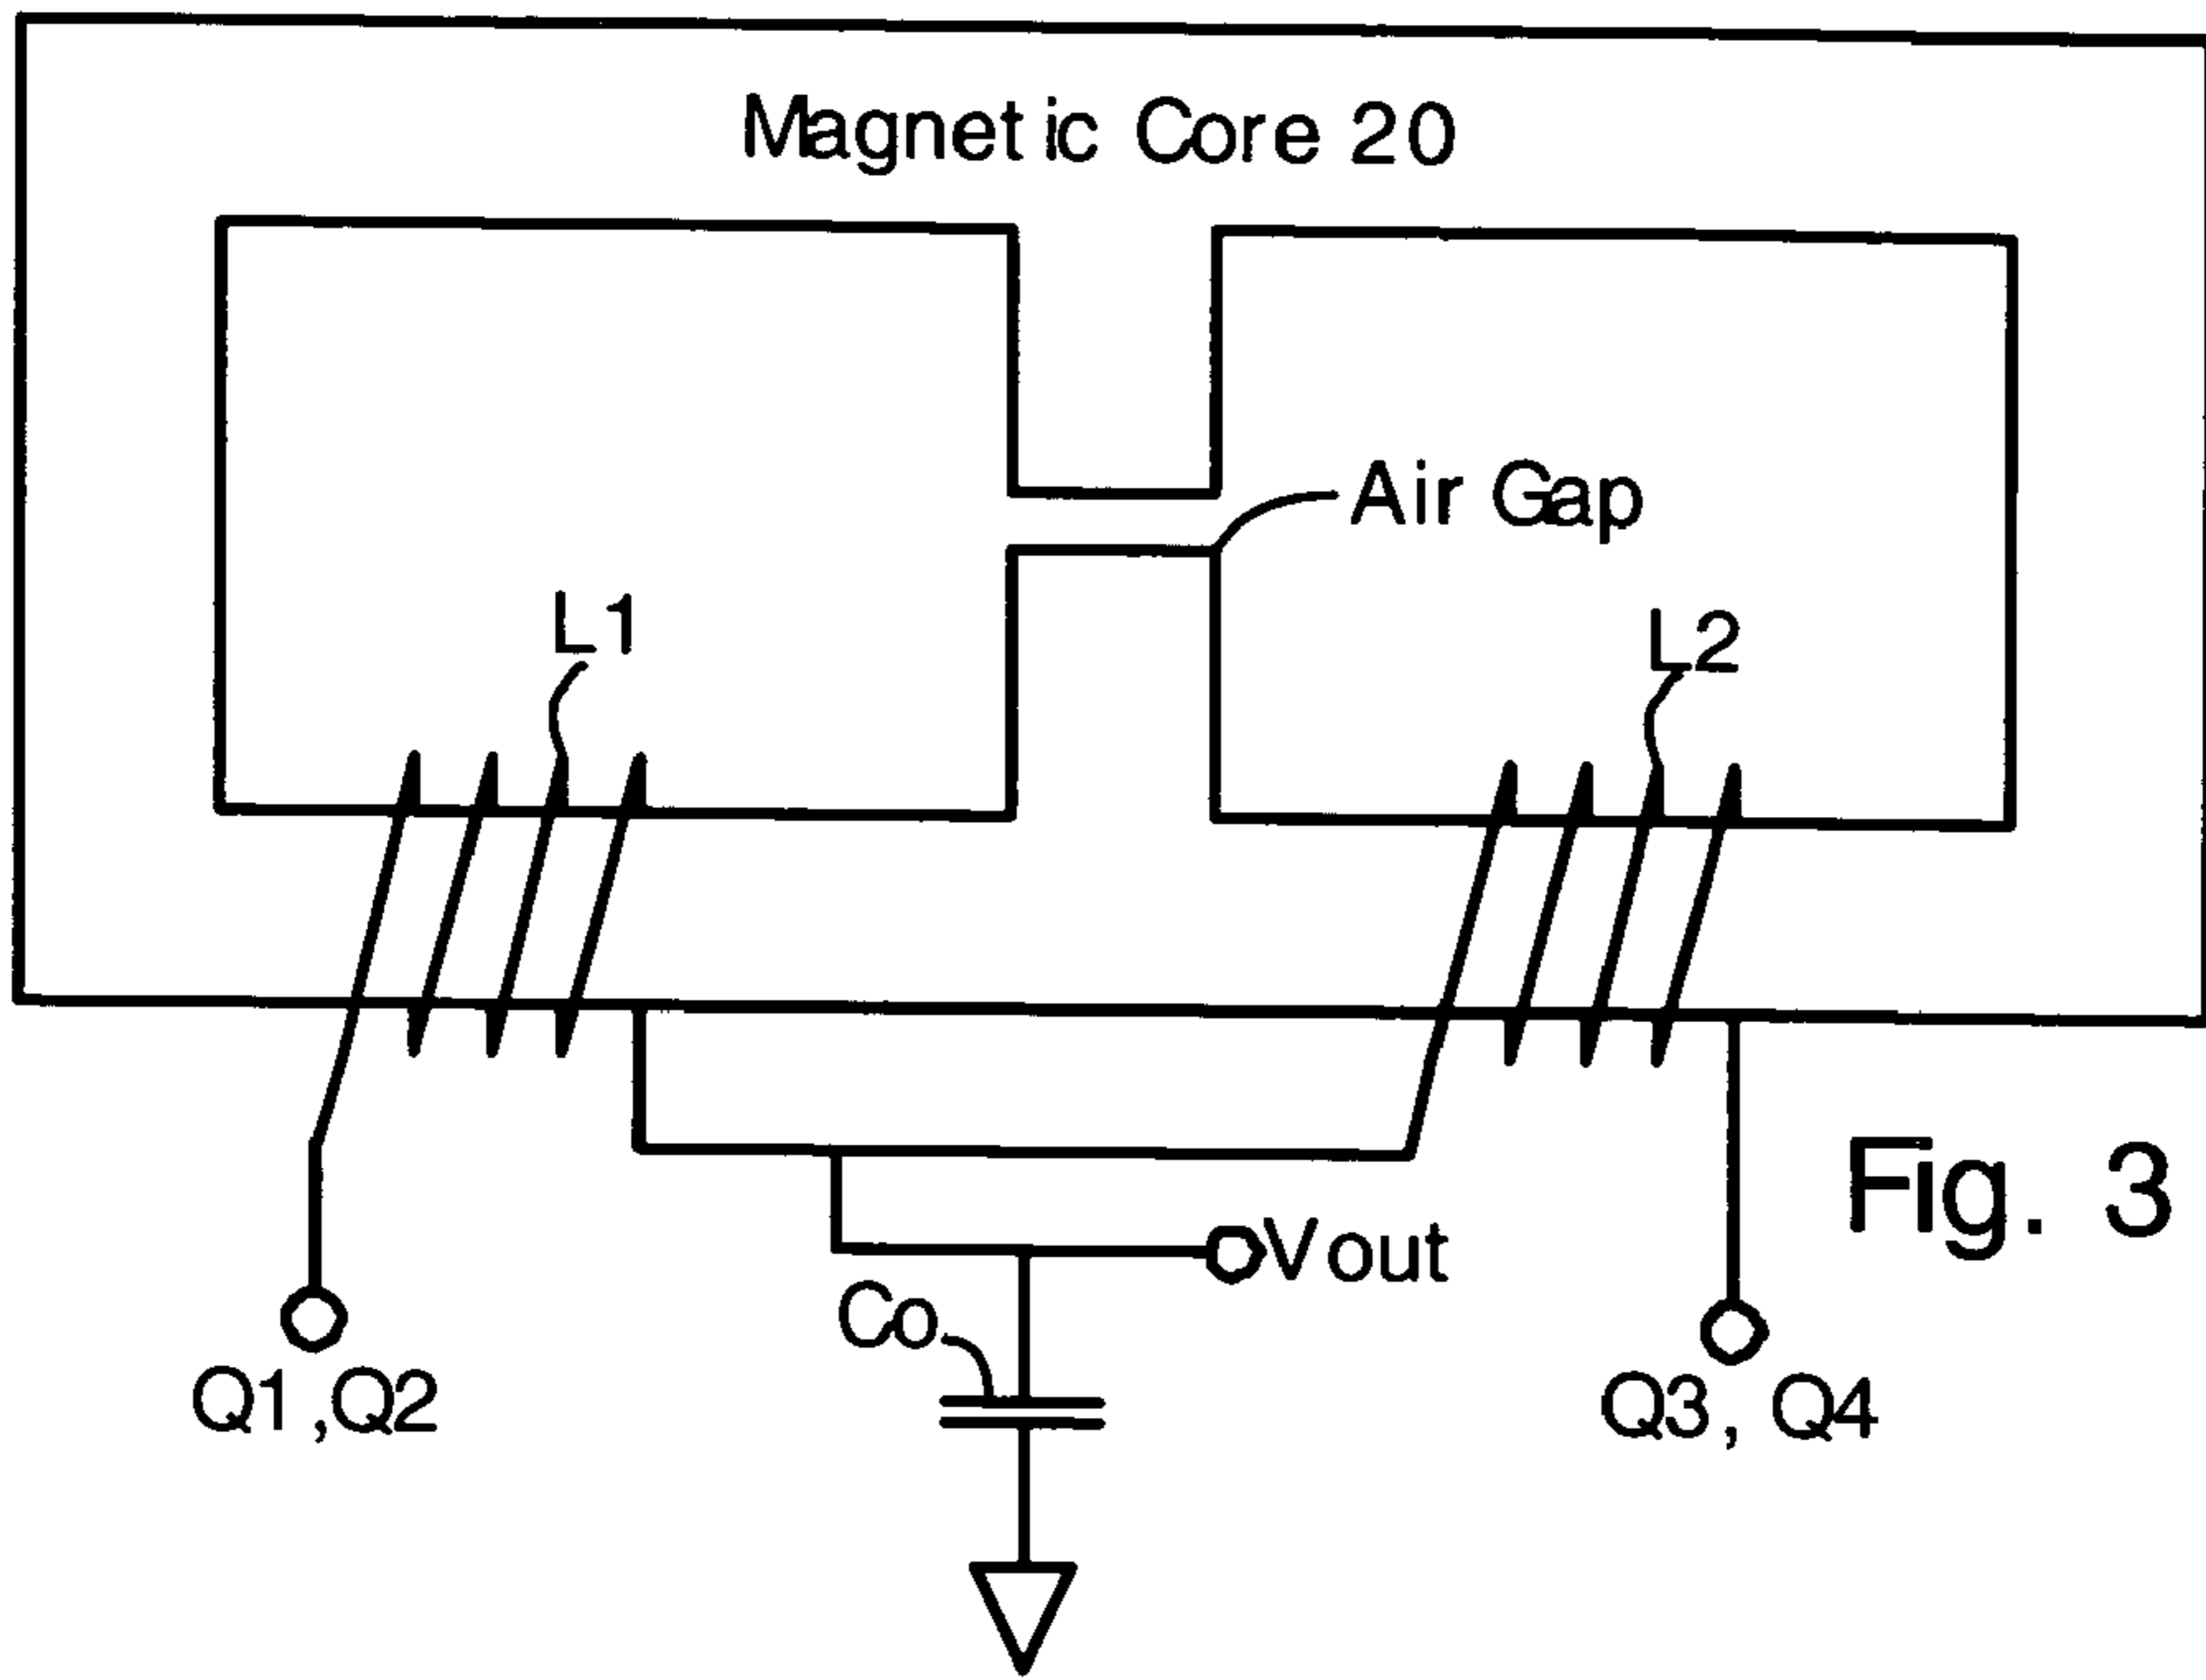 Magnetic Core 20
Air Gap
L1
L2
Fig. 3
Vout
Co
Q1,Q2
Q3, Q4